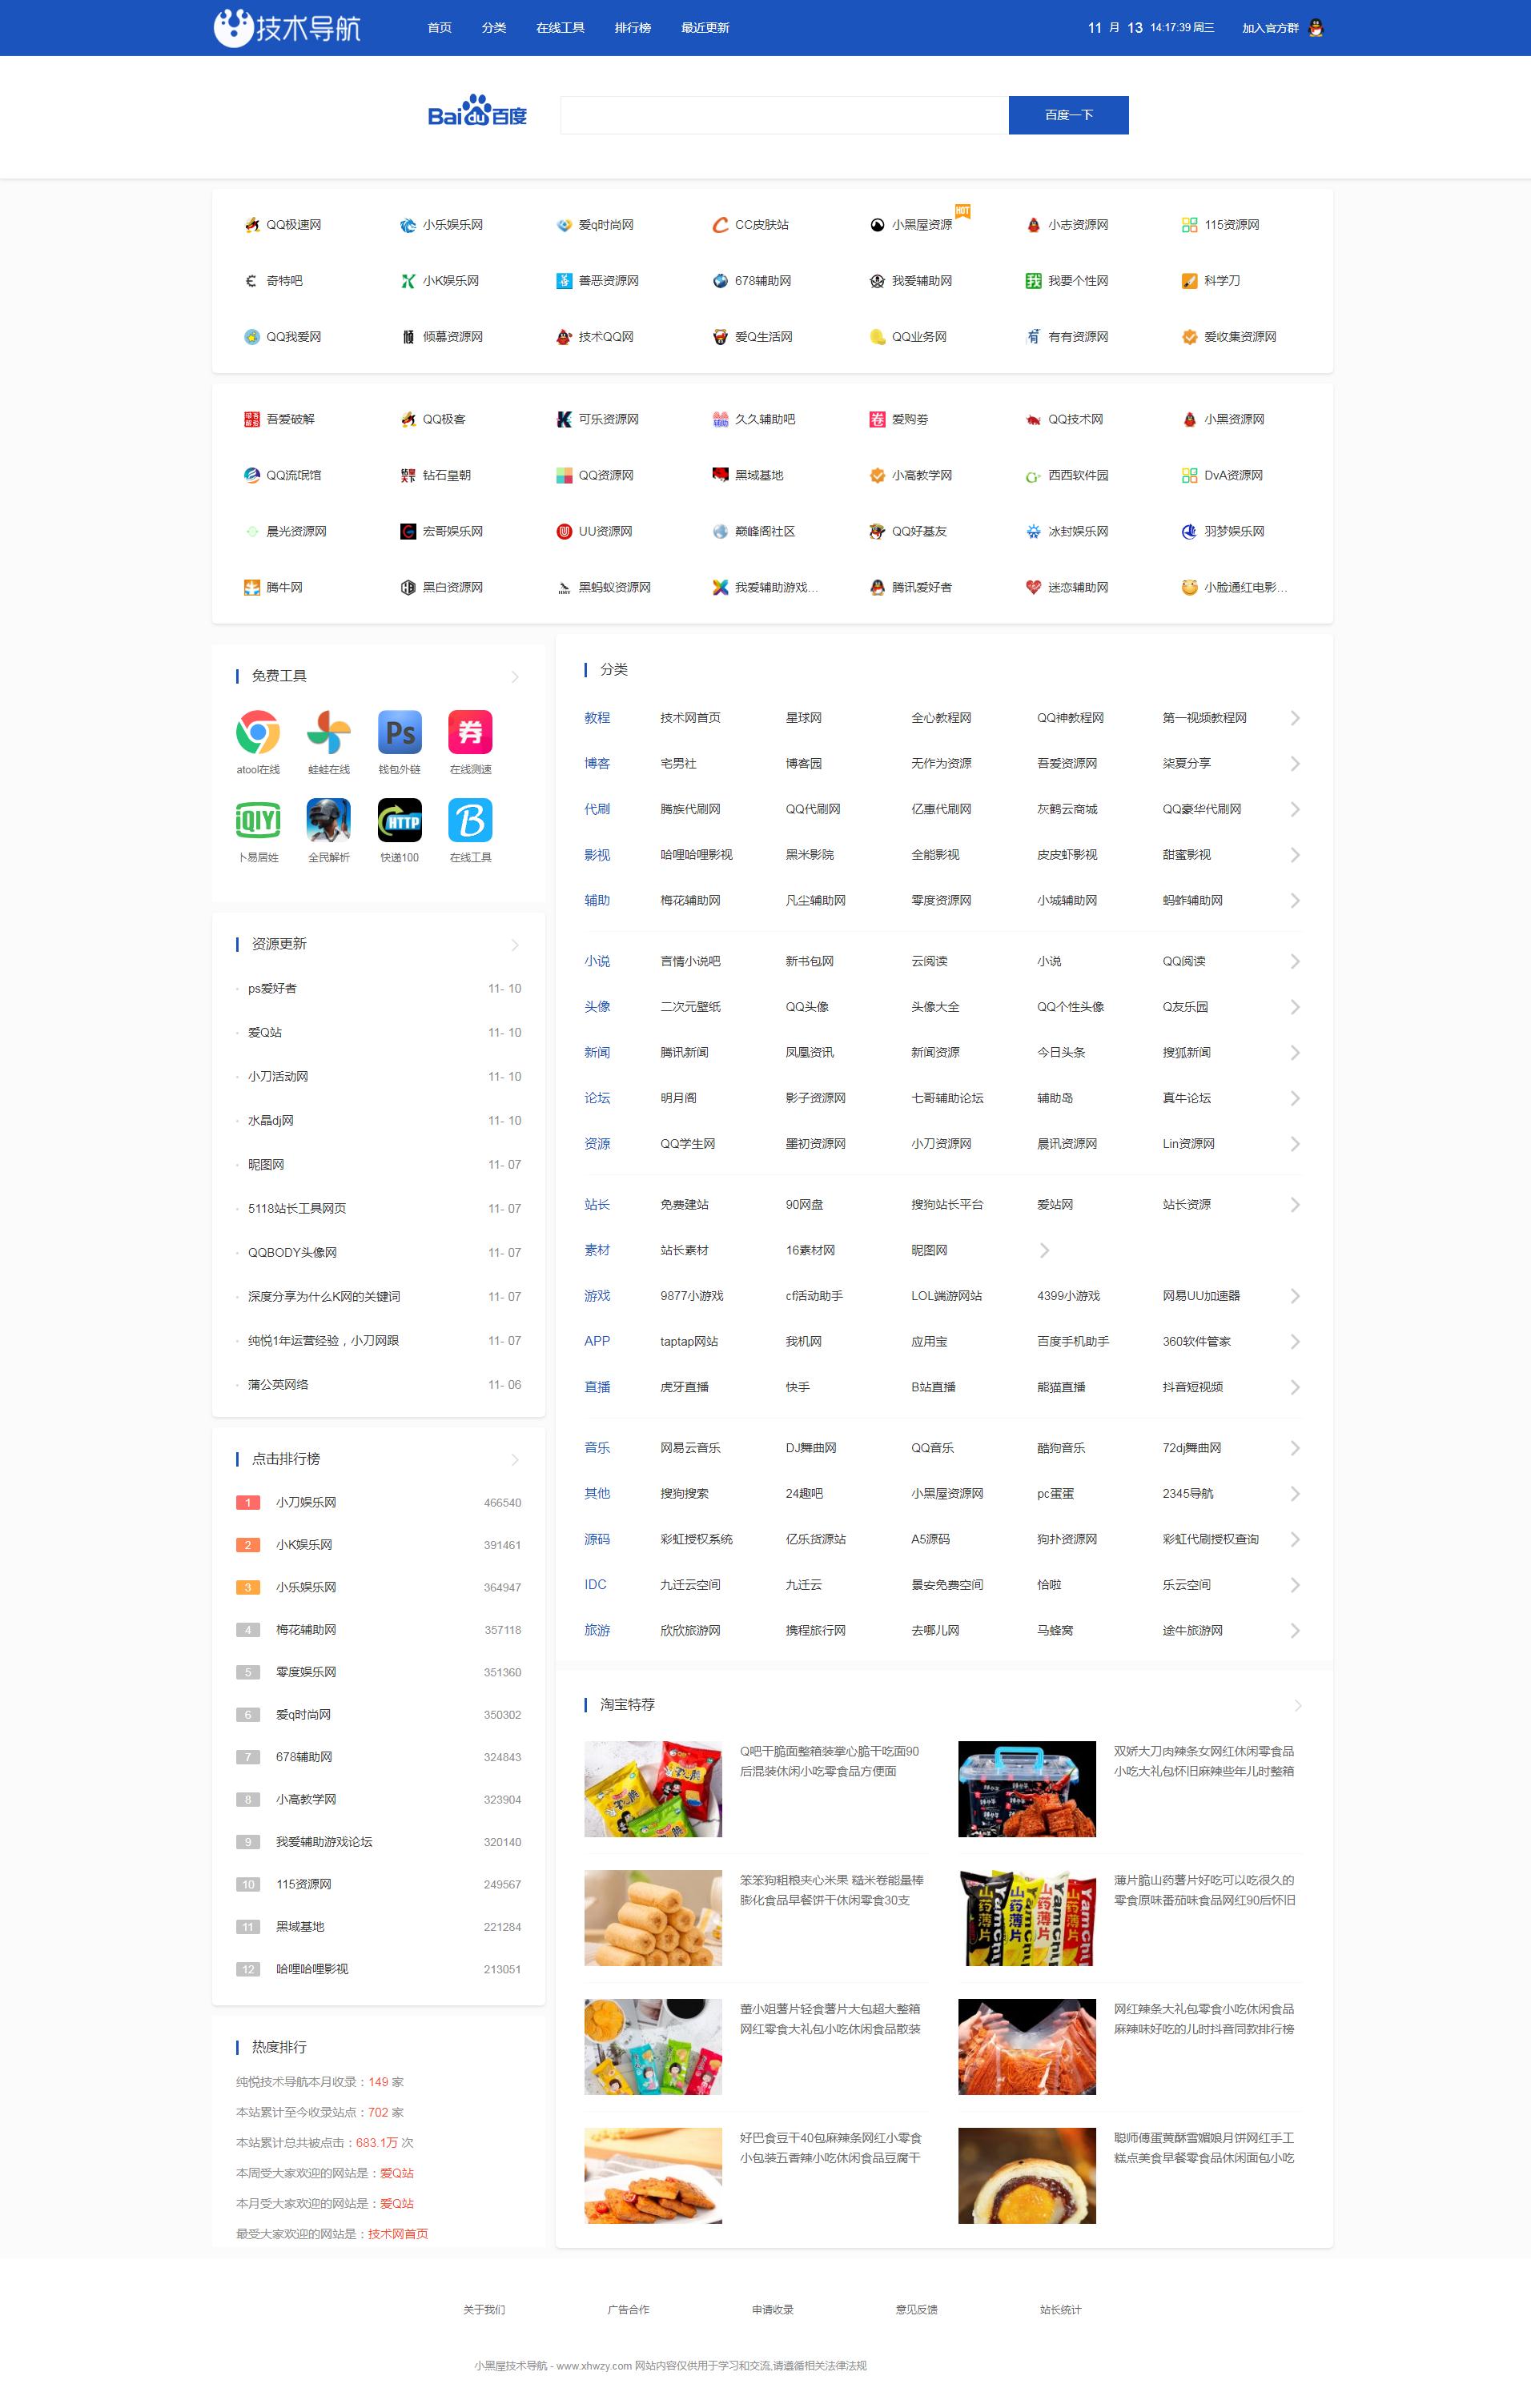 技术导航 首页 分类 在线工具 排行榜 最近更新 11 月 13 14:17:39 周三 加入官方群
Bai du 百度 百度一下
QQ极速网 小乐娱乐网 爱q时尚网 CC皮肤站 小黑屋资源 HOT 小志资源网 115资源网
奇特吧 小K娱乐网 善恶资源网 678辅助网 我爱辅助网 我要个性网 科学刀
QQ我爱网 倾慕资源网 技术QQ网 爱Q生活网 QQ业务网 有有资源网 爱收集资源网
吾爱破解 QQ极客 可乐资源网 久久辅助吧 爱购券 QQ技术网 小黑资源网
QQ流氓馆 钻石皇朝 QQ资源网 黑域基地 小高教学网 西西软件园 DvA资源网
晨光资源网 宏哥娱乐网 UU资源网 巅峰阁社区 QQ好基友 冰封娱乐网 羽梦娱乐网
腾牛网 黑白资源网 黑蚂蚁资源网 我爱辅助游戏... 腾讯爱好者 迷恋辅助网 小脸通红电影...
免费工具
Ps 券
atool在线 蛙蛙在线 钱包外链 在线测速
iQIYI HTTP B
卜易居姓 全民解析 快递100 在线工具
资源更新
ps爱好者 11- 10
爱Q站 11- 10
小刀活动网 11- 10
水晶dj网 11- 10
昵图网 11- 07
5118站长工具网页 11- 07
QQBODY头像网 11- 07
深度分享为什么K网的关键词 11- 07
纯悦1年运营经验，小刀网跟 11- 07
蒲公英网络 11- 06
点击排行榜
1 小刀娱乐网 466540
2 小K娱乐网 391461
3 小乐娱乐网 364947
4 梅花辅助网 357118
5 零度娱乐网 351360
6 爱q时尚网 350302
7 678辅助网 324843
8 小高教学网 323904
9 我爱辅助游戏论坛 320140
10 115资源网 249567
11 黑域基地 221284
12 哈哩哈哩影视 213051
热度排行
纯悦技术导航本月收录：149 家
本站累计至今收录站点：702 家
本站累计总共被点击：683.1万 次
本周受大家欢迎的网站是：爱Q站
本月受大家欢迎的网站是：爱Q站
最受大家欢迎的网站是：技术网首页
分类
教程 技术网首页 星球网 全心教程网 QQ神教程网 第一视频教程网
博客 宅男社 博客园 无作为资源 吾爱资源网 柒夏分享
代刷 腾族代刷网 QQ代刷网 亿惠代刷网 灰鹤云商城 QQ豪华代刷网
影视 哈哩哈哩影视 黑米影院 全能影视 皮皮虾影视 甜蜜影视
辅助 梅花辅助网 凡尘辅助网 零度资源网 小城辅助网 蚂蚱辅助网
小说 言情小说吧 新书包网 云阅读 小说 QQ阅读
头像 二次元壁纸 QQ头像 头像大全 QQ个性头像 Q友乐园
新闻 腾讯新闻 凤凰资讯 新闻资源 今日头条 搜狐新闻
论坛 明月阁 影子资源网 七哥辅助论坛 辅助岛 真牛论坛
资源 QQ学生网 墨初资源网 小刀资源网 晨讯资源网 Lin资源网
站长 免费建站 90网盘 搜狗站长平台 爱站网 站长资源
素材 站长素材 16素材网 昵图网
游戏 9877小游戏 cf活动助手 LOL端游网站 4399小游戏 网易UU加速器
APP taptap网站 我机网 应用宝 百度手机助手 360软件管家
直播 虎牙直播 快手 B站直播 熊猫直播 抖音短视频
音乐 网易云音乐 DJ舞曲网 QQ音乐 酷狗音乐 72dj舞曲网
其他 搜狗搜索 24趣吧 小黑屋资源网 pc蛋蛋 2345导航
源码 彩虹授权系统 亿乐货源站 A5源码 狗扑资源网 彩虹代刷授权查询
IDC 九迁云空间 九迁云 景安免费空间 恰啦 乐云空间
旅游 欣欣旅游网 携程旅行网 去哪儿网 马蜂窝 途牛旅游网
淘宝特荐
Q吧干脆面整箱装掌心脆干吃面90
后混装休闲小吃零食品方便面
双娇大刀肉辣条女网红休闲零食品
小吃大礼包怀旧麻辣些年儿时整箱
笨笨狗粗粮夹心米果 糙米卷能量棒
膨化食品早餐饼干休闲零食30支
薄片脆山药薯片好吃可以吃很久的
零食原味番茄味食品网红90后怀旧
董小姐薯片轻食薯片大包超大整箱
网红零食大礼包小吃休闲食品散装
网红辣条大礼包零食小吃休闲食品
麻辣味好吃的儿时抖音同款排行榜
好巴食豆干40包麻辣条网红小零食
小包装五香辣小吃休闲食品豆腐干
聪师傅蛋黄酥雪媚娘月饼网红手工
糕点美食早餐零食品休闲面包小吃
关于我们 广告合作 申请收录 意见反馈 站长统计
小黑屋技术导航 - www.xhwzy.com 网站内容仅供用于学习和交流,请遵循相关法律法规